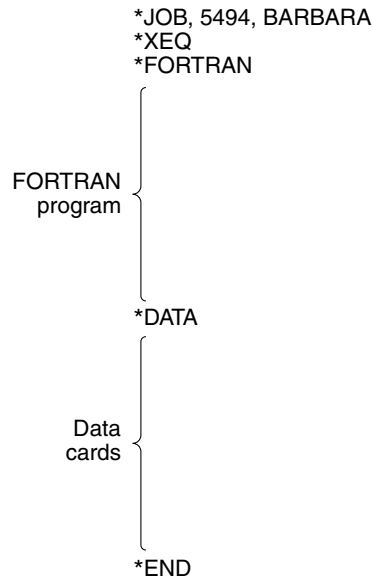 *JOB, 5494, BARBARA
*XEQ
*FORTRAN
FORTRAN
program
*DATA
Data
cards
*END